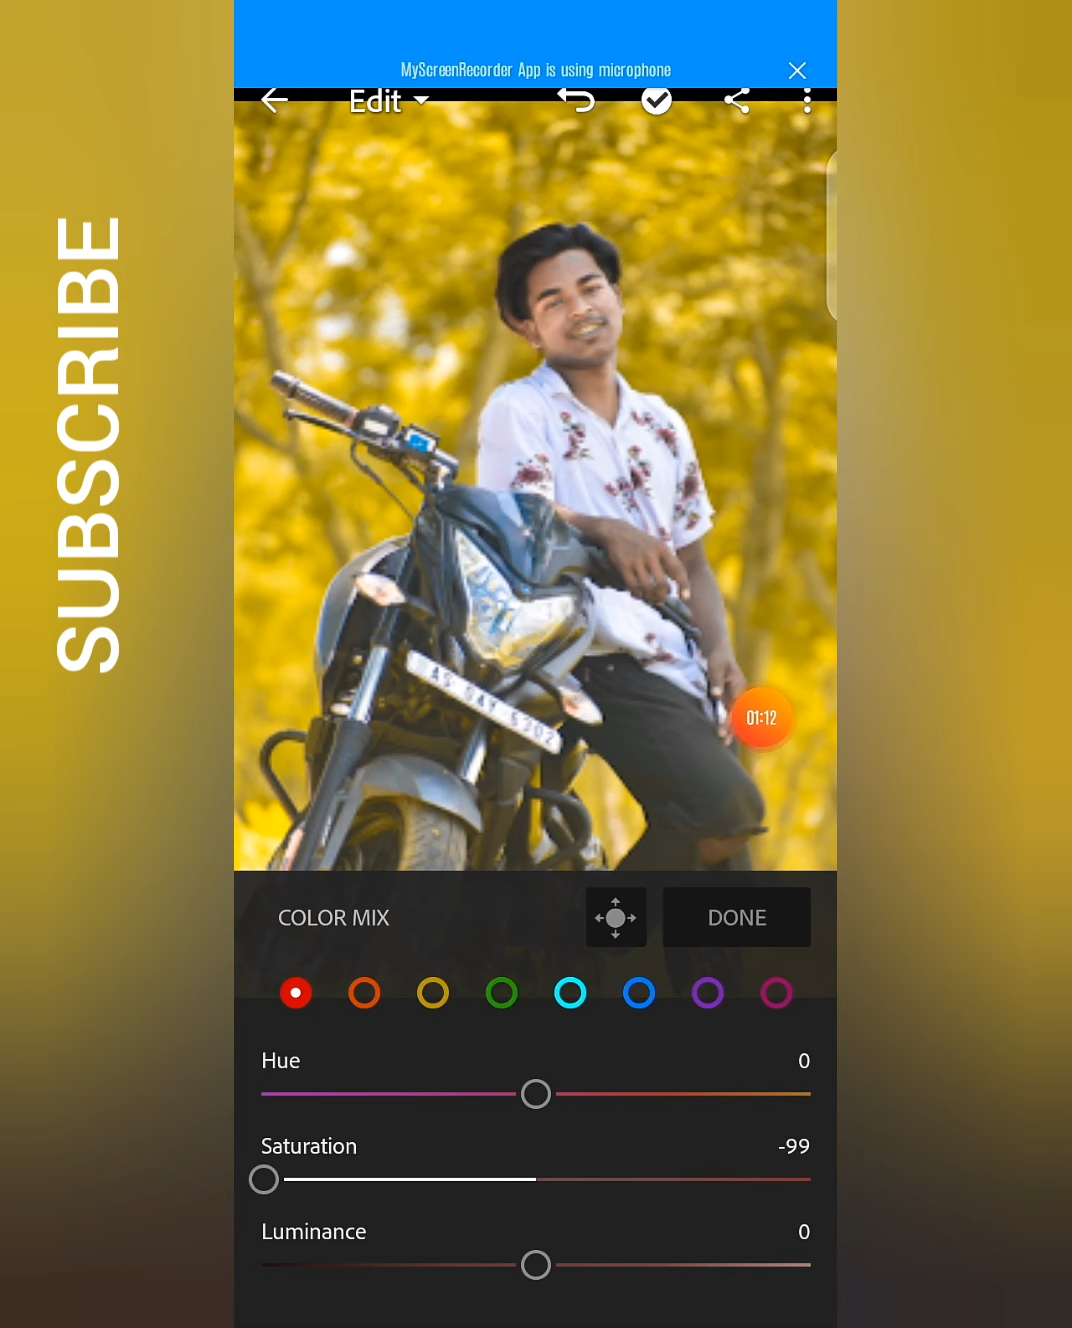 MyScreenRecorder App is using microphone
Edit
SUBSCRIBE
01:12
COLOR MIX
DONE
Hue
0
Saturation
-99
Luminance
0